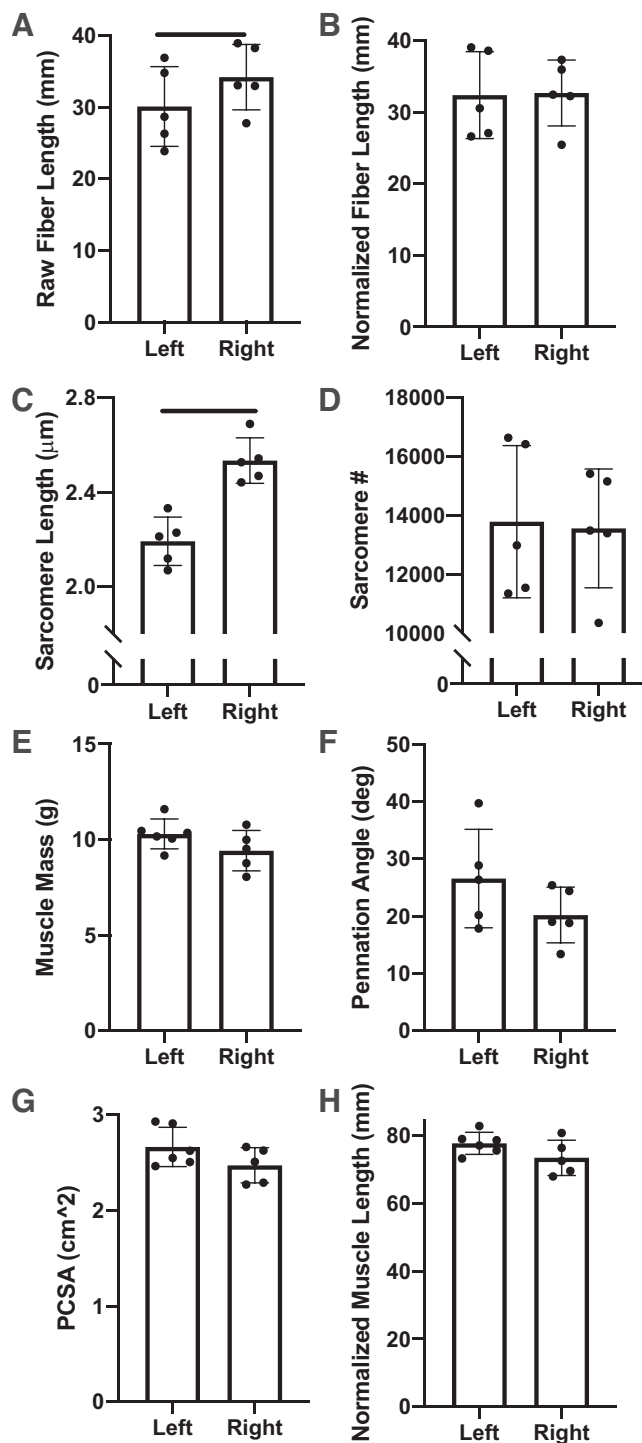 A
Raw Fiber Length (mm)
40
30
20
10
0
Left Right
B
Normalized Fiber Length (mm)
40
30
20
10
0
Left Right
C
Sarcomere Length (μm)
2.8
2.4
2.0
0
Left Right
D
Sarcomere #
18000
16000
14000
12000
10000
0
Left Right
E
Muscle Mass (g)
15
10
5
0
Left Right
F
Pennation Angle (deg)
50
40
30
20
10
0
Left Right
G
PCSA (cm^2)
3
2
1
0
Left Right
H
Normalized Muscle Length (mm)
80
60
40
20
0
Left Right